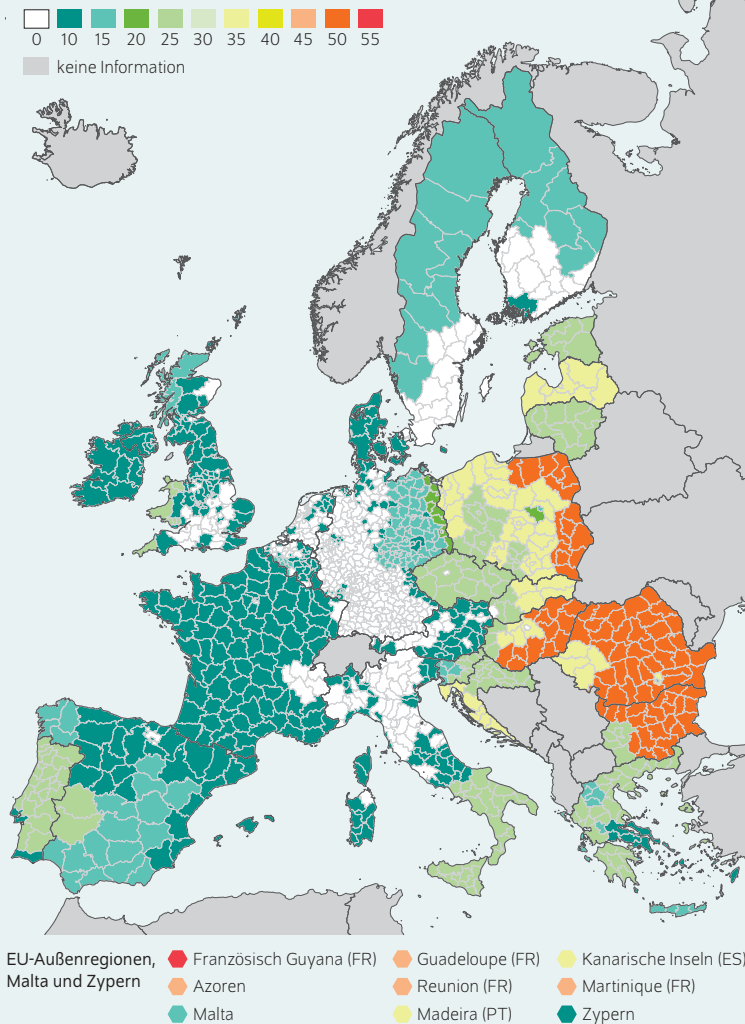 0 10 15 20 25 30 35 40 45 50 55
keine Information
EU-Außenregionen,
Malta und Zypern
Französisch Guyana (FR)
Guadeloupe (FR)
Kanarische Inseln (ES)
Azoren
Reunion (FR)
Martinique (FR)
Malta
Madeira (PT)
Zypern